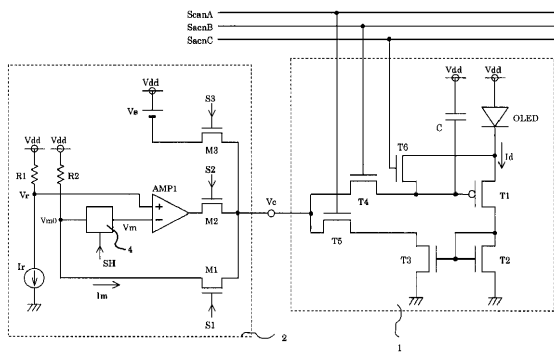 ScanA
SacnB
SacnC
Vdd
Vdd
Vdd
Vs
S3
M3
C
OLED
T6
Id
Vdd
Vdd
R1
R2
S2
AMP1
T4
T1
Vr
Vc
Vm0
Vm
M2
T5
4
SH
M1
T3
T2
Ir
Im
S1
2
1